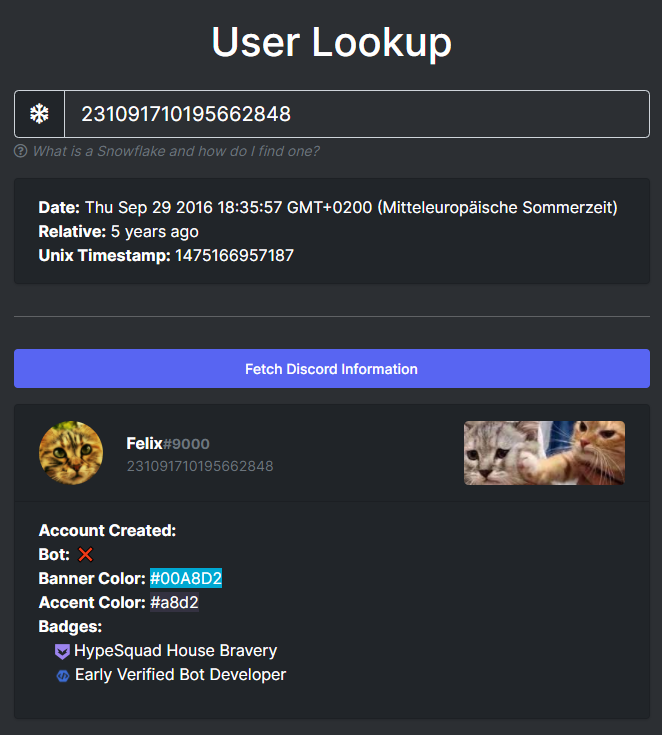 User Lookup
231091710195662848
What is a Snowflake and how do I find one?
Date: Thu Sep 29 2016 18:35:57 GMT+0200 (Mitteleuropäische Sommerzeit)
Relative: 5 years ago
Unix Timestamp: 1475166957187
Fetch Discord Information
Felix#9000
231091710195662848
Account Created:
Bot: ❌
Banner Color: #00A8D2
Accent Color: #a8d2
Badges:
HypeSquad House Bravery
Early Verified Bot Developer